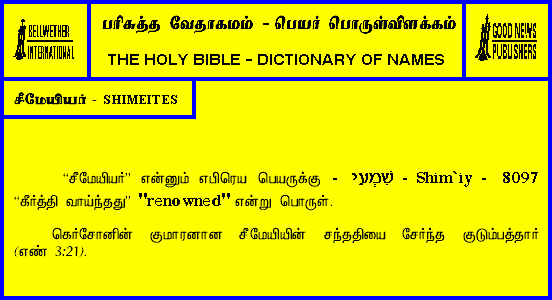 BELLWETHER
INTERNATIONAL
பரிசுத்த வேதாகமம் - பெயர் பொருள்விளக்கம்
THE HOLY BIBLE - DICTIONARY OF NAMES
GOOD NEWS
PUBLISHERS
சீமேயியர் - SHIMEITES
“சீமேயியர்” என்னும் எபிரெய பெயருக்கு - שִׁמְעִי - Shim`iy - 8097
“கீர்த்தி வாய்ந்தது” "renowned" என்று பொருள்.
கெர்சோனின் குமாரனான சீமேயியின் சந்ததியை சேர்ந்த குடும்பத்தார்
(எண் 3:21).